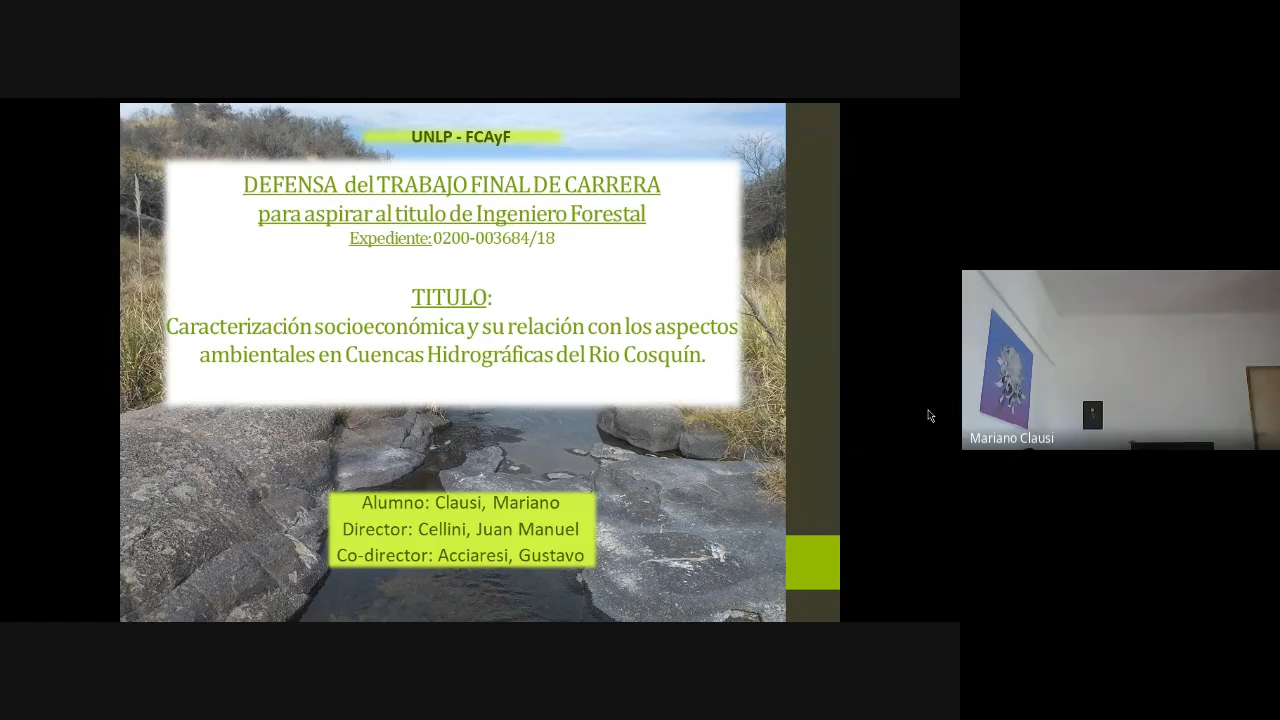 UNLP - FCAyF
DEFENSA del TRABAJO FINAL DE CARRERA
para aspirar al titulo de Ingeniero Forestal
Expediente: 0200-003684/18
TITULO:
Caracterización socioeconómica y su relación con los aspectos
ambientales en Cuencas Hidrográficas del Rio Cosquín.
Alumno: Clausi, Mariano
Director: Cellini, Juan Manuel
Co-director: Acciaresi, Gustavo
Mariano Clausi